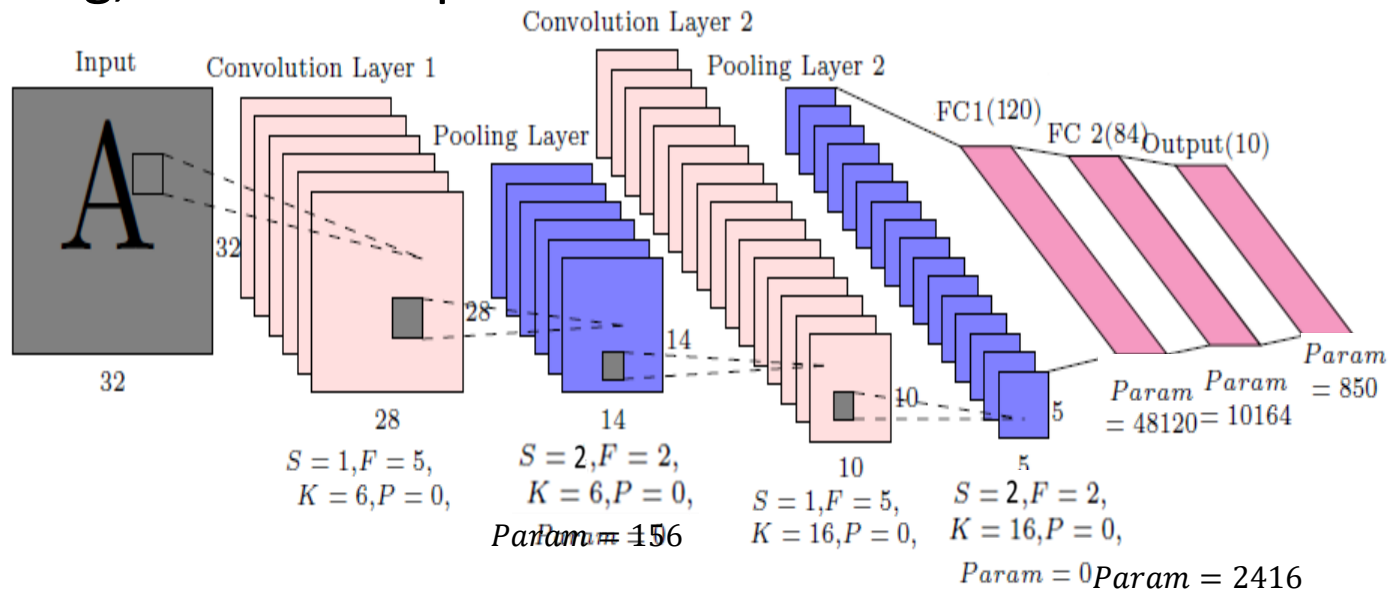 Convolution Layer 2
Input
Convolution Layer 1
Pooling Layer 2
Pooling Layer
FC1(120)
FC 2(84)
Output(10)
A
32
32
28
28
14
14
10
10
5
5
S = 1,F = 5,
K = 6,P = 0,
S = 2,F = 2,
K = 6,P = 0,
Param = 156
S = 1,F = 5,
K = 16,P = 0,
S = 2,F = 2,
K = 16,P = 0,
Param = 0
Param = 2416
Param
= 48120
Param
= 10164
Param
= 850